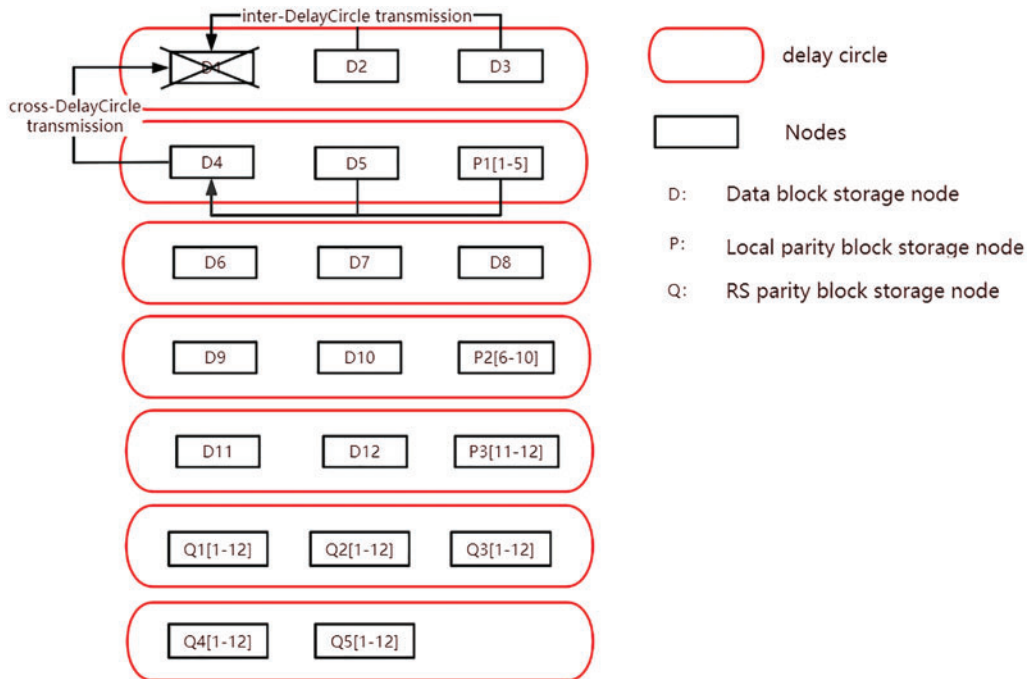 inter-DelayCircle transmission
D1
D2
D3
delay circle
cross-DelayCircle
transmission
D4
D5
P1[1-5]
Nodes
D: Data block storage node
D6
D7
D8
P: Local parity block storage node
Q: RS parity block storage node
D9
D10
P2[6-10]
D11
D12
P3[11-12]
Q1[1-12]
Q2[1-12]
Q3[1-12]
Q4[1-12]
Q5[1-12]